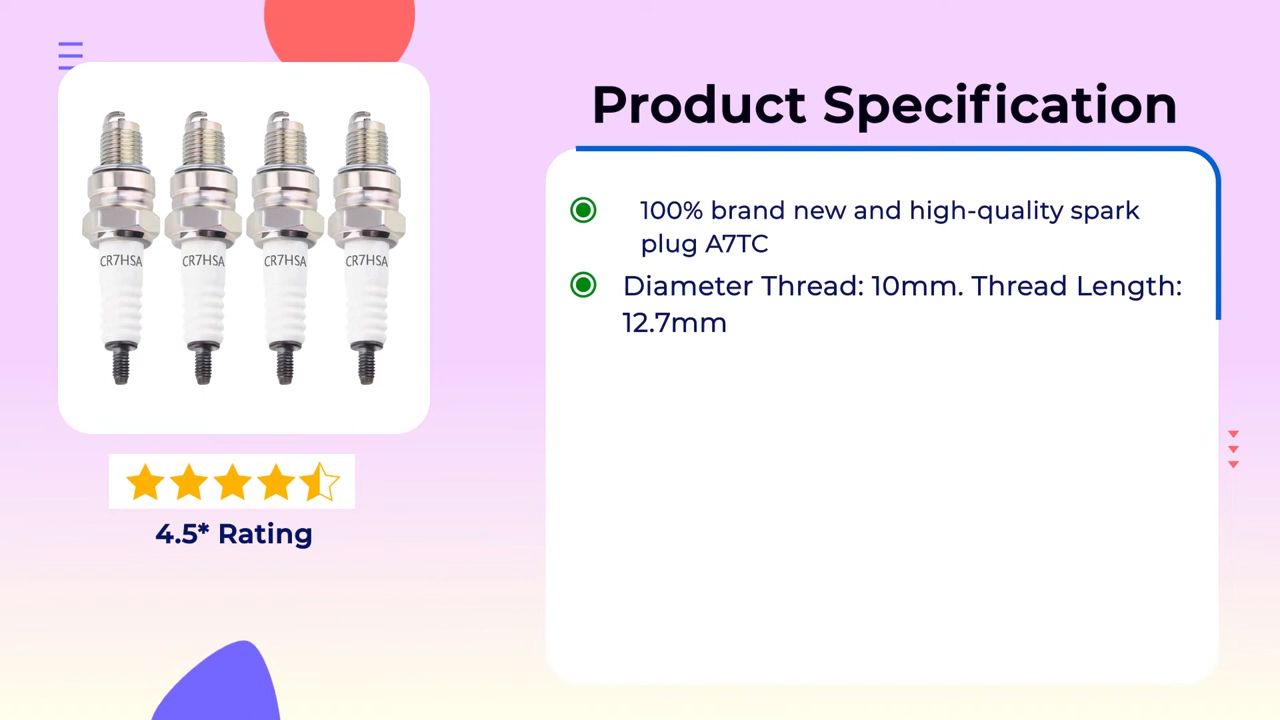 Product Specification
100% brand new and high-quality spark
plug A7TC
Diameter Thread: 10mm. Thread Length:
12.7mm
CR7HSA CR7HSA CR7HSA CR7HSA
4.5* Rating